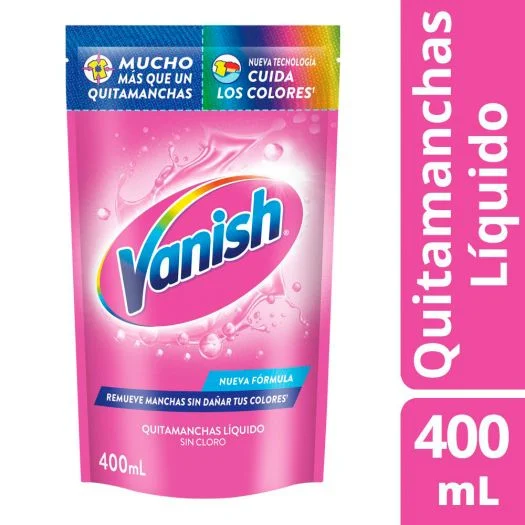 MUCHO
MÁS QUE UN
QUITAMANCHAS
NUEVA TECNOLOGÍA
CUIDA
LOS COLORES¹
Vanish®
NUEVA FÓRMULA
REMUEVE MANCHAS SIN DAÑAR TUS COLORES¹
QUITAMANCHAS LÍQUIDO
SIN CLORO
400mL
Quitamanchas
Líquido
400
mL